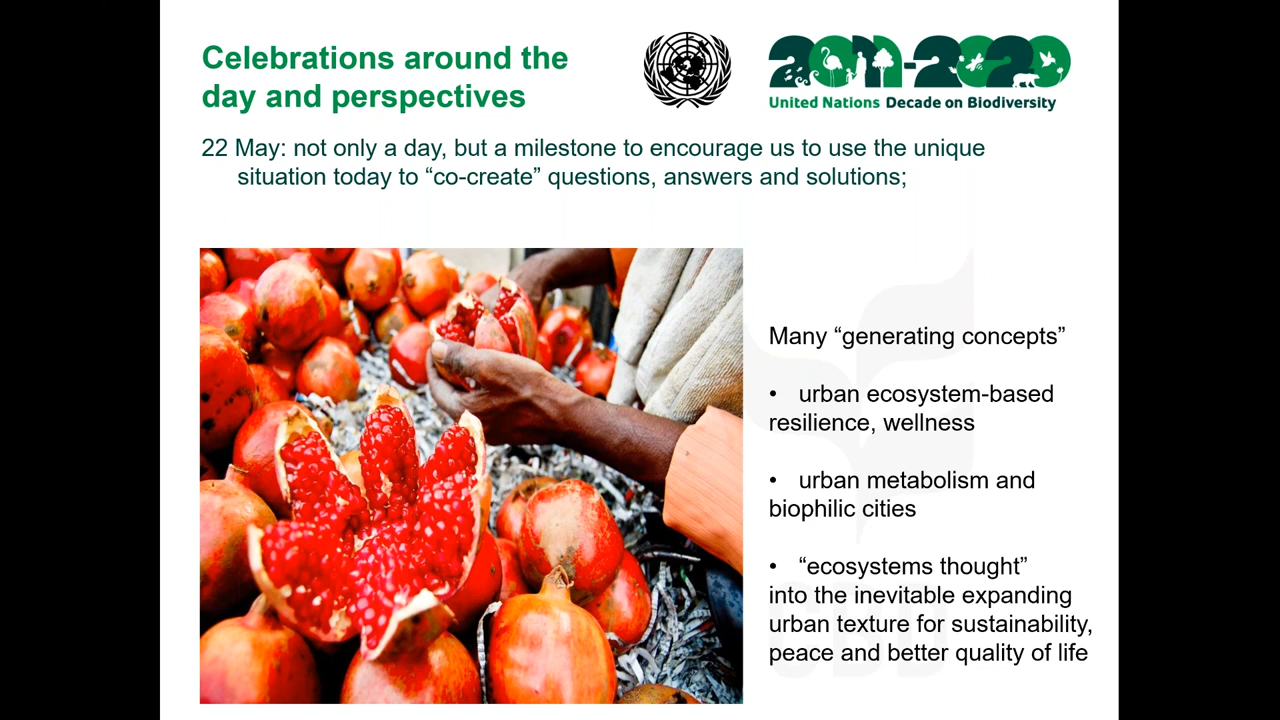 Celebrations around the
day and perspectives
2011-2020
United Nations Decade on Biodiversity
22 May: not only a day, but a milestone to encourage us to use the unique
situation today to “co-create” questions, answers and solutions;
Many “generating concepts”
• urban ecosystem-based
resilience, wellness
• urban metabolism and
biophilic cities
• “ecosystems thought”
into the inevitable expanding
urban texture for sustainability,
peace and better quality of life